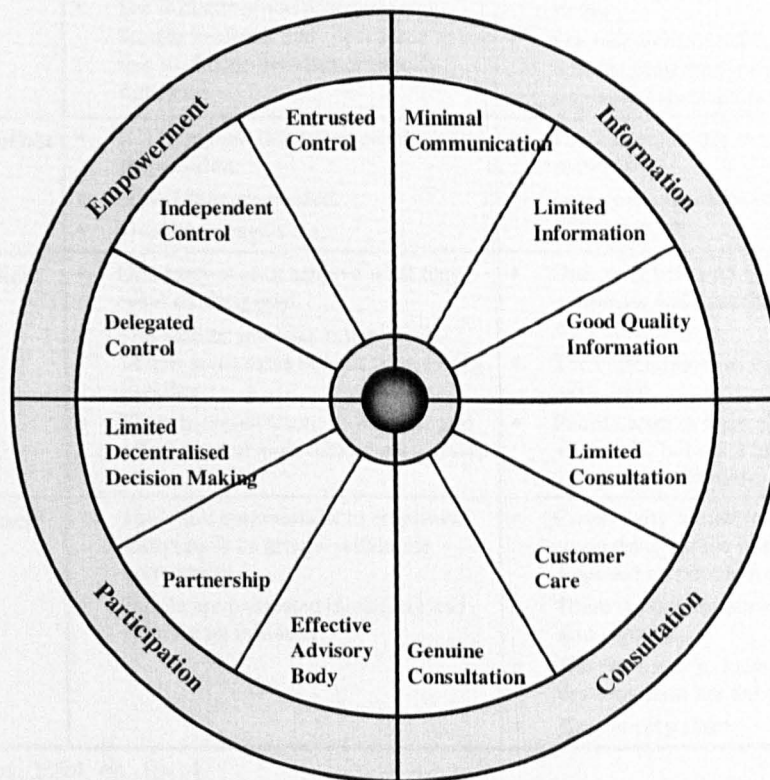 Empowerment
Information
Entrusted
Control
Minimal
Communication
Independent
Control
Limited
Information
Delegated
Control
Good Quality
Information
Limited
Decentralised
Decision Making
Limited
Consultation
Partnership
Customer
Care
Effective
Advisory
Body
Genuine
Consultation
Participation
Consultation